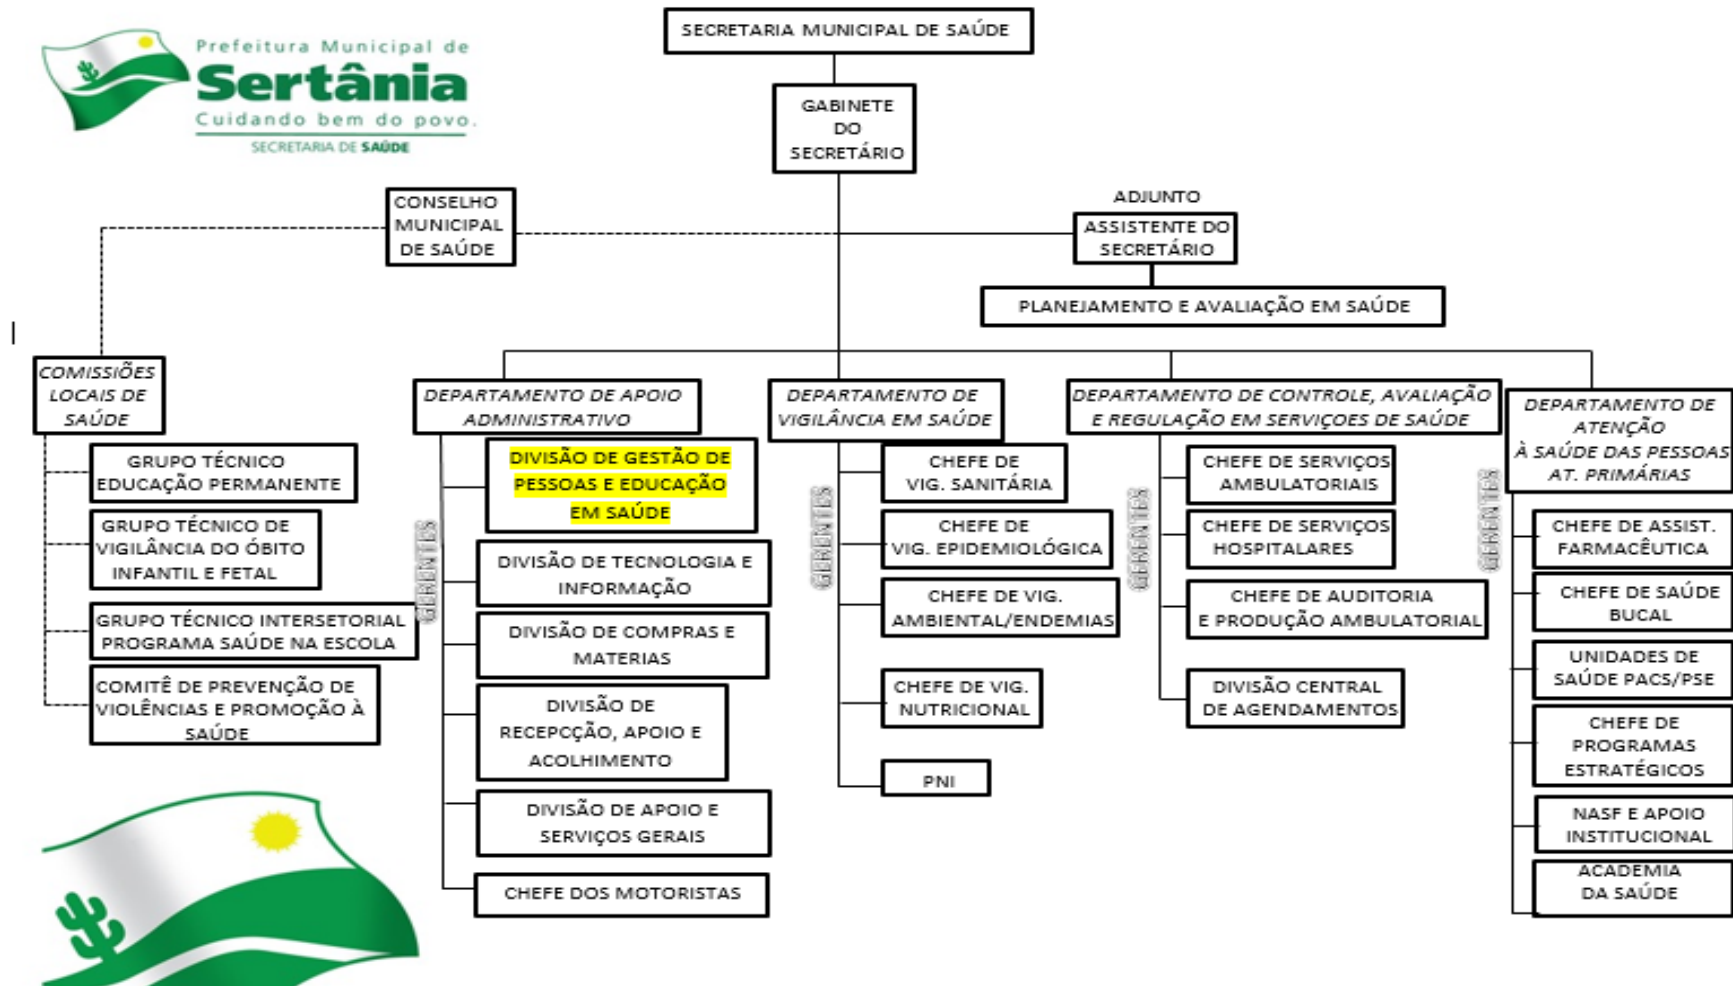 Prefeitura Municipal de
Sertânia
Cuidando bem do povo.
SECRETARIA DE SAÚDE
SECRETARIA MUNICIPAL DE SAÚDE
GABINETE
DO
SECRETÁRIO
CONSELHO
MUNICIPAL
DE SAÚDE
ADJUNTO
ASSISTENTE DO
SECRETÁRIO
PLANEJAMENTO E AVALIAÇÃO EM SAÚDE
COMISSIÕES
LOCAIS DE
SAÚDE
GRUPO TÉCNICO
EDUCAÇÃO PERMANENTE
GRUPO TÉCNICO DE
VIGILÂNCIA DO ÓBITO
INFANTIL E FETAL
GRUPO TÉCNICO INTERSETORIAL
PROGRAMA SAÚDE NA ESCOLA
COMITÊ DE PREVENÇÃO DE
VIOLÊNCIAS E PROMOÇÃO À
SAÚDE
DEPARTAMENTO DE APOIO
ADMINISTRATIVO
GERENTES
DIVISÃO DE GESTÃO DE
PESSOAS E EDUCAÇÃO
EM SAÚDE
DIVISÃO DE TECNOLOGIA E
INFORMAÇÃO
DIVISÃO DE COMPRAS E
MATERIAS
DIVISÃO DE
RECEPCÇÃO, APOIO E
ACOLHIMENTO
DIVISÃO DE APOIO E
SERVIÇOS GERAIS
CHEFE DOS MOTORISTAS
DEPARTAMENTO DE
VIGILÂNCIA EM SAÚDE
GERENTES
CHEFE DE
VIG. SANITÁRIA
CHEFE DE
VIG. EPIDEMIOLÓGICA
CHEFE DE VIG.
AMBIENTAL/ENDEMIAS
CHEFE DE VIG.
NUTRICIONAL
PNI
DEPARTAMENTO DE CONTROLE, AVALIAÇÃO
E REGULAÇÃO EM SERVIÇOES DE SAÚDE
GERENTES
CHEFE DE SERVIÇOS
AMBULATORIAIS
CHEFE DE SERVIÇOS
HOSPITALARES
CHEFE DE AUDITORIA
E PRODUÇÃO AMBULATORIAL
DIVISÃO CENTRAL
DE AGENDAMENTOS
DEPARTAMENTO DE
ATENÇÃO
À SAÚDE DAS PESSOAS
AT. PRIMÁRIAS
GERENTES
CHEFE DE ASSIST.
FARMACÊUTICA
CHEFE DE SAÚDE
BUCAL
UNIDADES DE
SAÚDE PACS/PSE
CHEFE DE
PROGRAMAS
ESTRATÉGICOS
NASF E APOIO
INSTITUCIONAL
ACADEMIA
DA SAÚDE